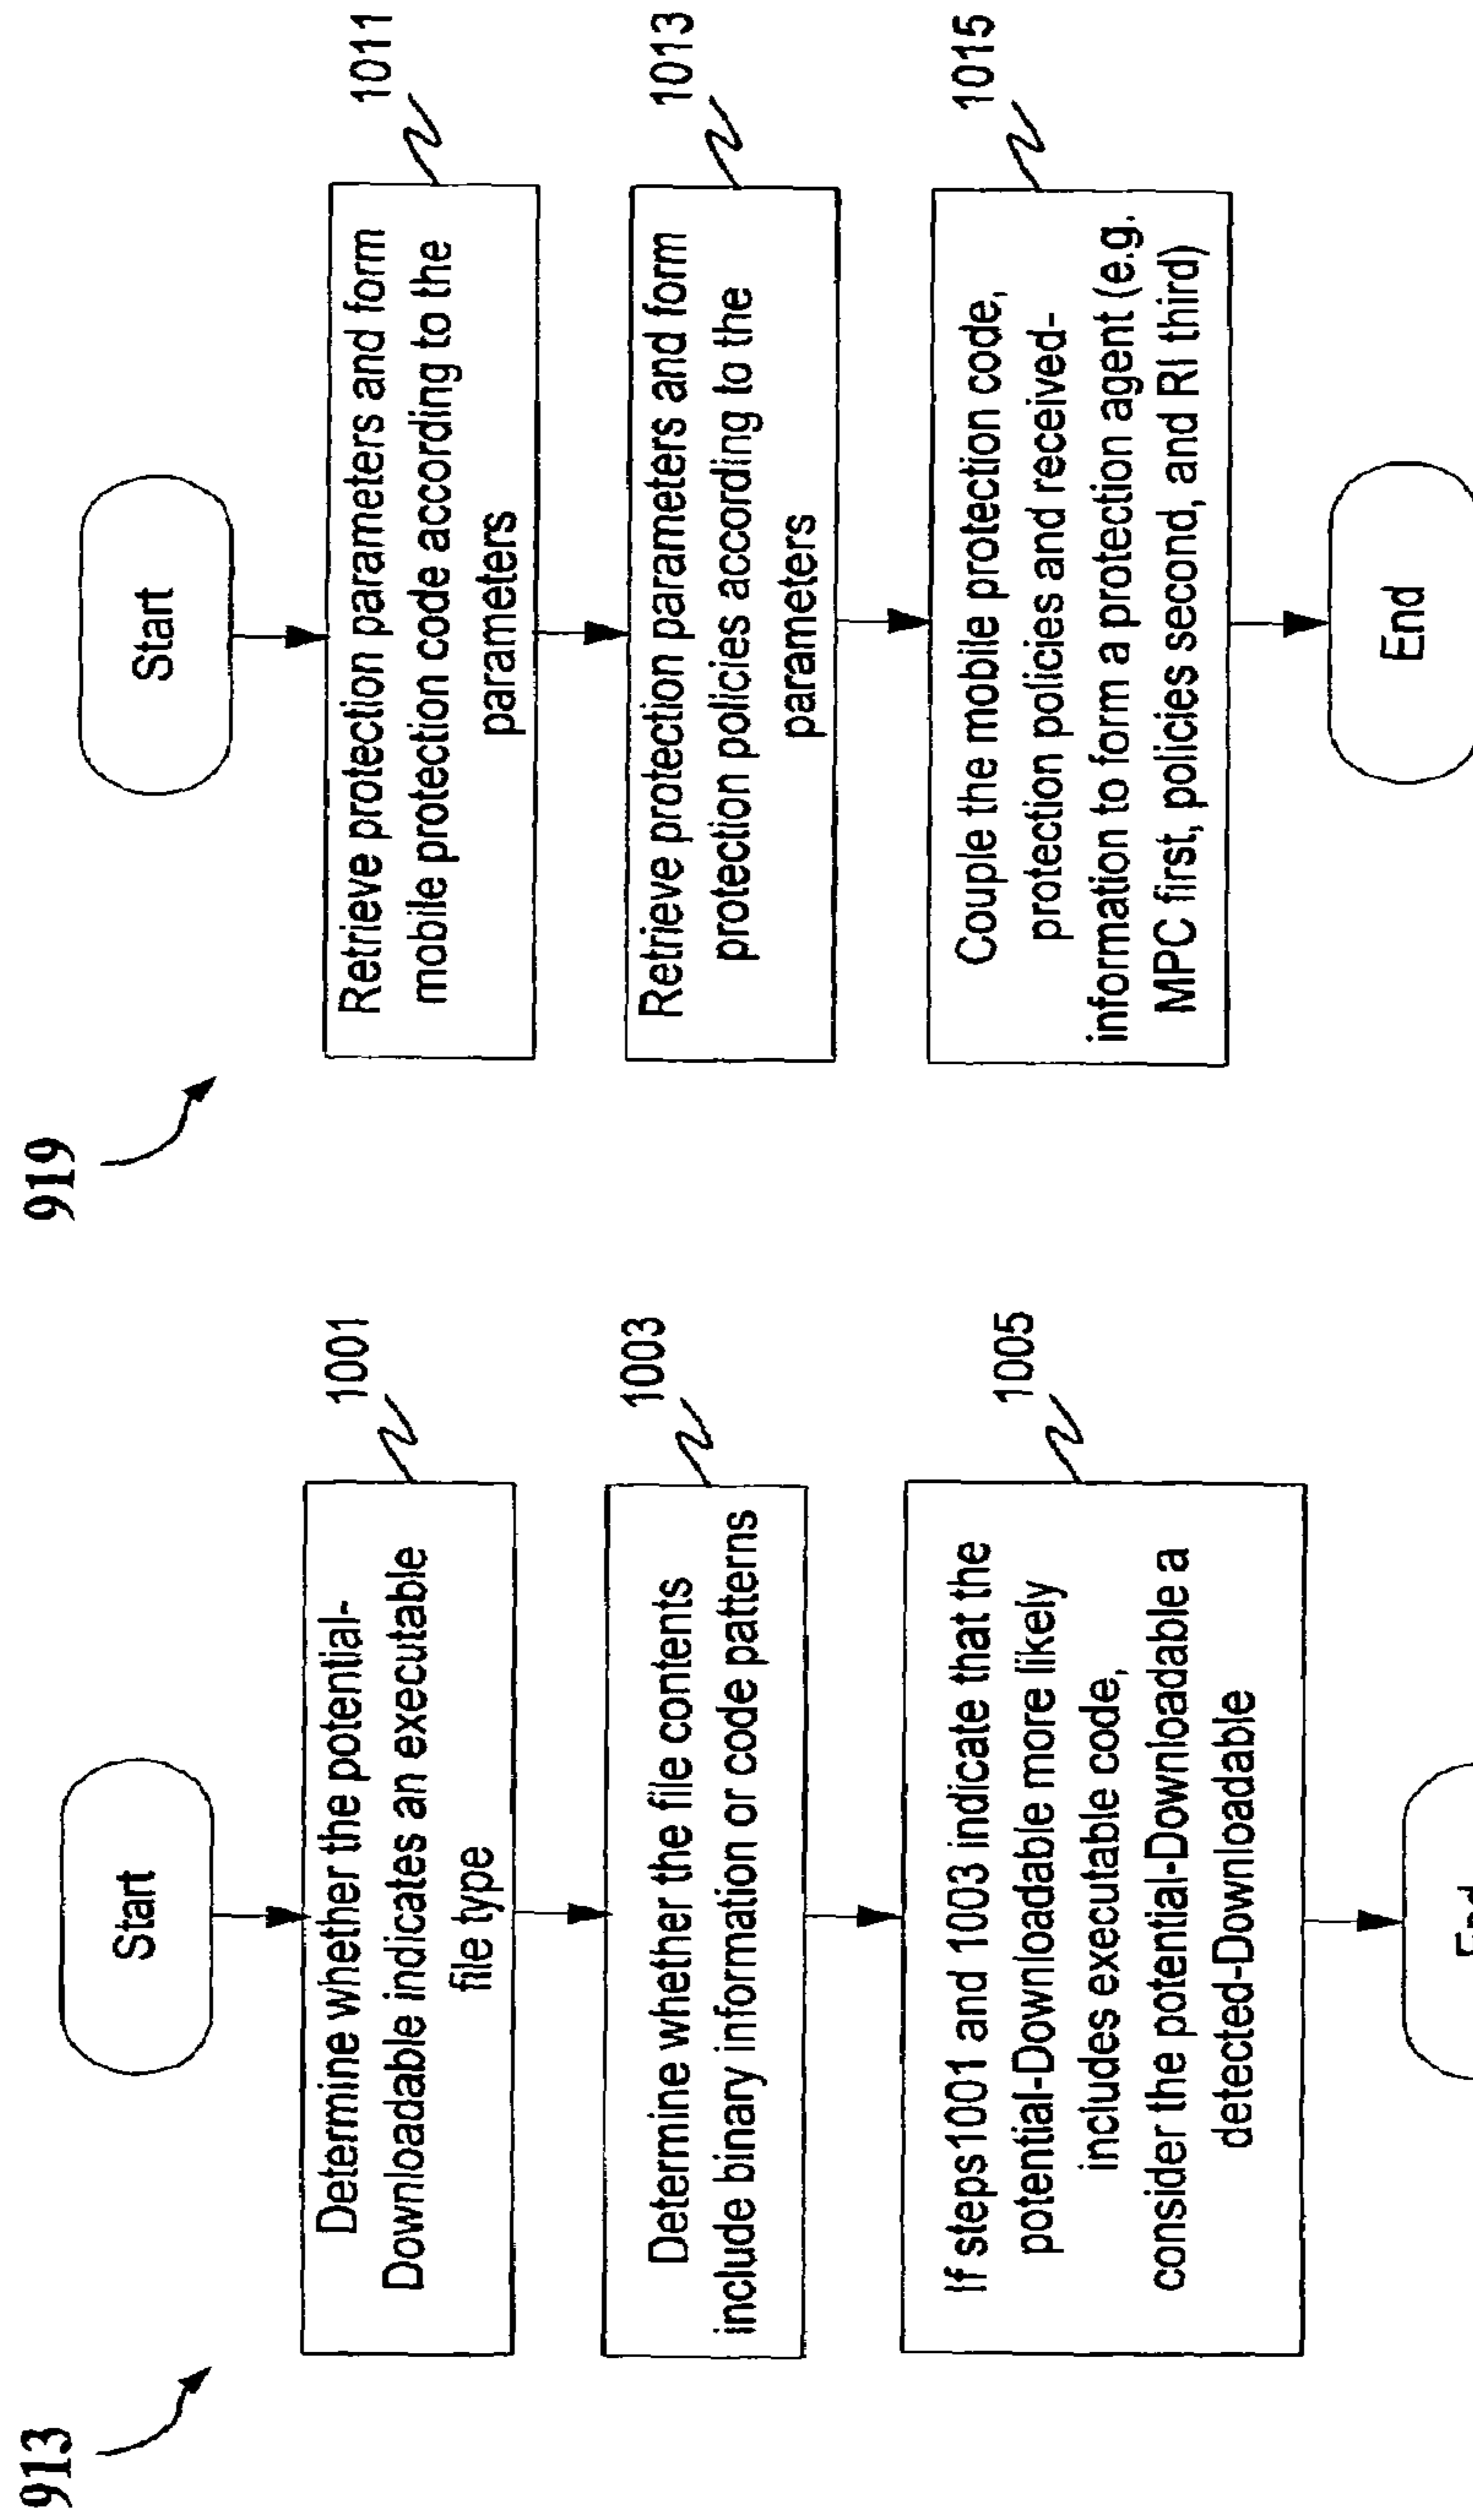 913
Start
Determine whether the potential-
Downloadable indicates an executable
file type
1001
Determine whether the file contents
include binary information or code patterns
1003
If steps1001 and 1003 indicate that the
potential-Downloadable more likely
includes executable code,
consider the potential-Downloadable a
detected-Downloadable
1005
919
Start
Retrieve protection parameters and form
mobile protection code according to the
parameters
1011
Retrieve protection parameters and form
protection policies according to the
parameters
1013
Couple the mobile protection code,
protection policies and received-
information to form a protection agent (e.g.
MPC first, policies second, and RI third)
1015
End